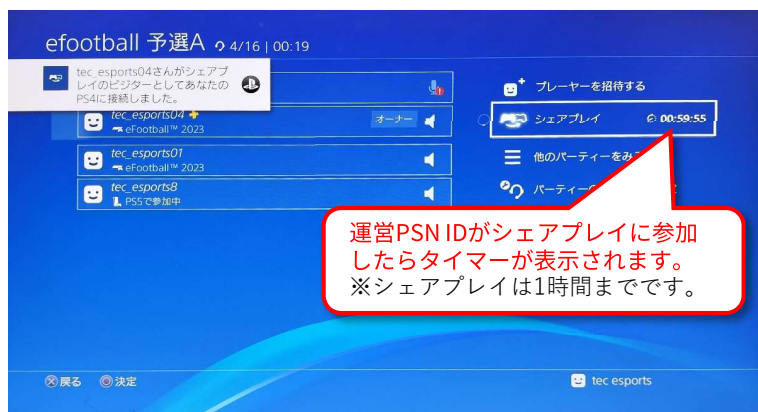 efootball 予選A 4/16 | 00:19
tec_esports04さんがシェアプ
レイのビジターとしてあなたの
PS4に接続しました。
tec_esports04
eFootball™ 2023
オーナー
tec_esports01
eFootball™ 2023
tec_esports8
PS5で参加中
プレーヤーを招待する
シェアプレイ 00:59:55
他のパーティーをみ
パーティーの
運営PSN IDがシェアプレイに参加
したらタイマーが表示されます。
※シェアプレイは1時間までです。
戻る 決定
tec esports